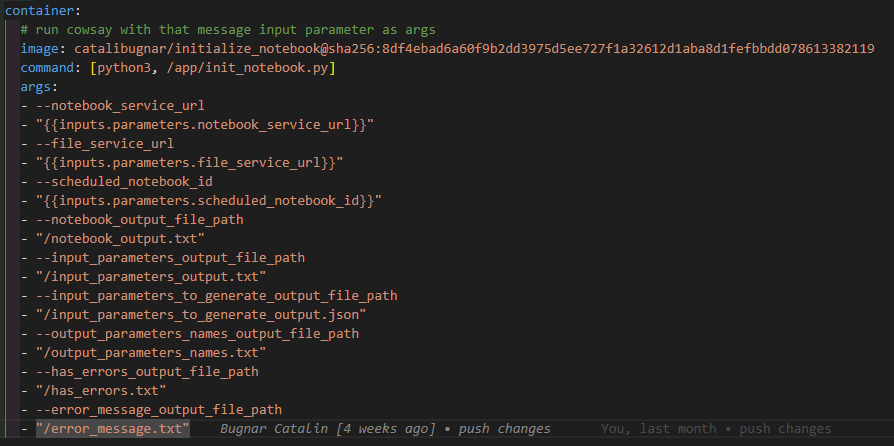 container:
# run cowsay with that message input parameter as args
image: catalibugnar/initialize_notebook@sha256:8df4ebad6a60f9b2dd3975d5ee727f1a32612d1aba8d1fefbbdd078613382119
command: [python3, /app/init_notebook.py]
args:
- --notebook_service_url
- "{{inputs.parameters.notebook_service_url}}"
- --file_service_url
- "{{inputs.parameters.file_service_url}}"
- --scheduled_notebook_id
- "{{inputs.parameters.scheduled_notebook_id}}"
- --notebook_output_file_path
- "/notebook_output.txt"
- --input_parameters_output_file_path
- "/input_parameters_output.txt"
- --input_parameters_to_generate_output_file_path
- "/input_parameters_to_generate_output.json"
- --output_parameters_names_output_file_path
- "/output_parameters_names.txt"
- --has_errors_output_file_path
- "/has_errors.txt"
- --error_message_output_file_path
- "/error_message.txt" Bugnar Catalin [4 weeks ago] • push changes You, last month • push changes